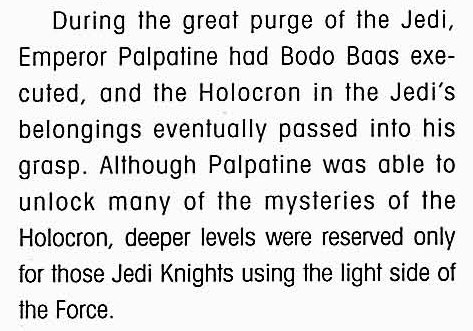 During the great purge of the Jedi,
Emperor Palpatine had Bodo Baas exe-
cuted, and the Holocron in the Jedi's
belongings eventually passed into his
grasp. Although Palpatine was able to
unlock many of the mysteries of the
Holocron, deeper levels were reserved only
for those Jedi Knights using the light side of
the Force.